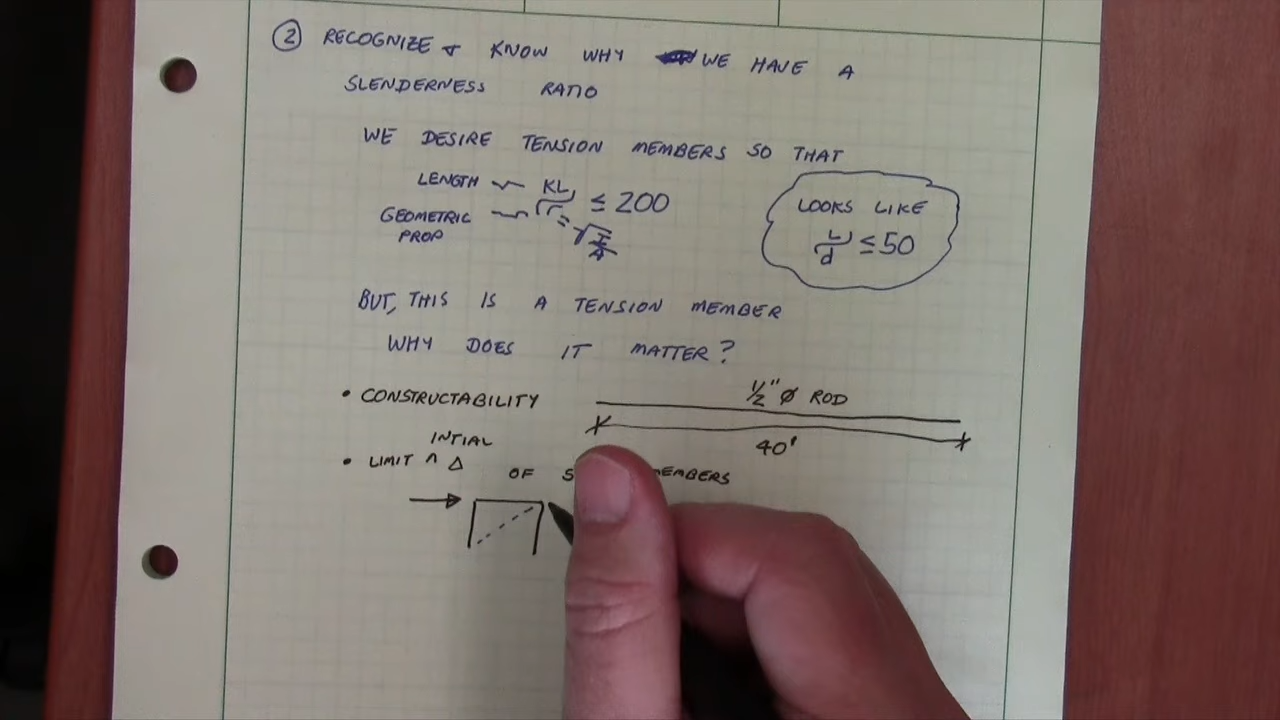 ② RECOGNIZE & KNOW WHY WE HAVE A
SLENDERNESS RATIO
WE DESIRE TENSION MEMBERS SO THAT
LENGTH KL/r ≤ 200
GEOMETRIC PROP
r = √(I/A)
LOOKS LIKE
L/d ≤ 50
BUT, THIS IS A TENSION MEMBER
WHY DOES IT MATTER?
• CONSTRUCTABILITY
1/2" Ø ROD
40'
INTIAL
• LIMIT ^ Δ OF S MEMBERS